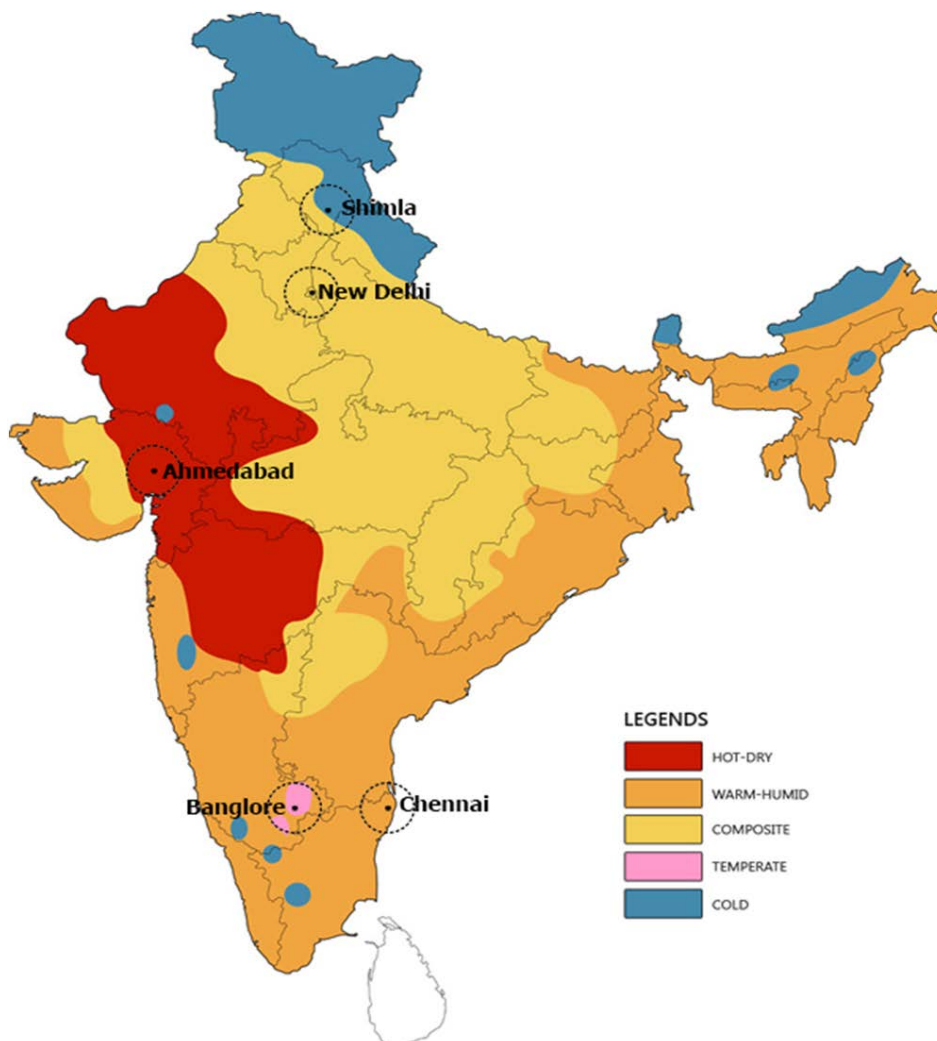 Shimla
New Delhi
Ahmedabad
Banglore
Chennai
LEGENDS
HOT-DRY
WARM-HUMID
COMPOSITE
TEMPERATE
COLD